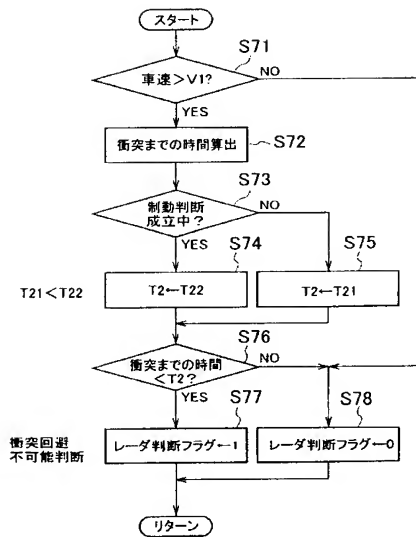 スタート
S71
車速>V1?
NO
YES
衝突までの時間算出
S72
S73
制動判断
成立中?
NO
YES
S74
S75
T21<T22
T2←T22
T2←T21
S76
衝突までの時間
<T2?
NO
YES
S77
S78
衝突回避
不可能判断
レーダ判断フラグ←1
レーダ判断フラグ←0
リターン